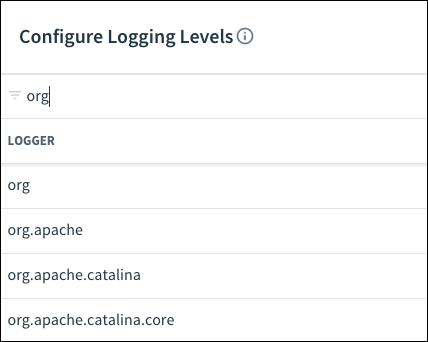 Configure Logging Levels
org
LOGGER
org
org.apache
org.apache.catalina
org.apache.catalina.core